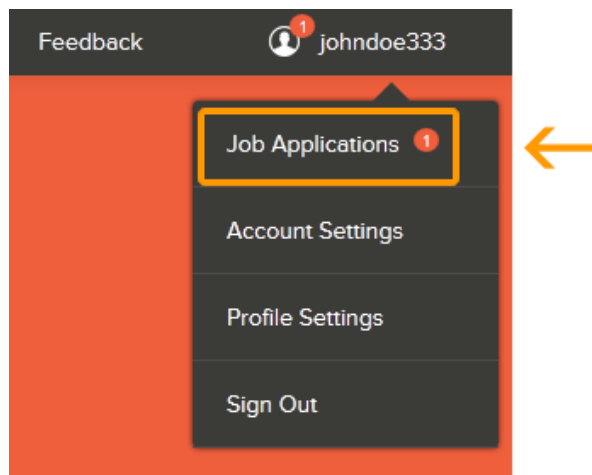 Feedback 1 johndoe333
Job Applications 1
Account Settings
Profile Settings
Sign Out